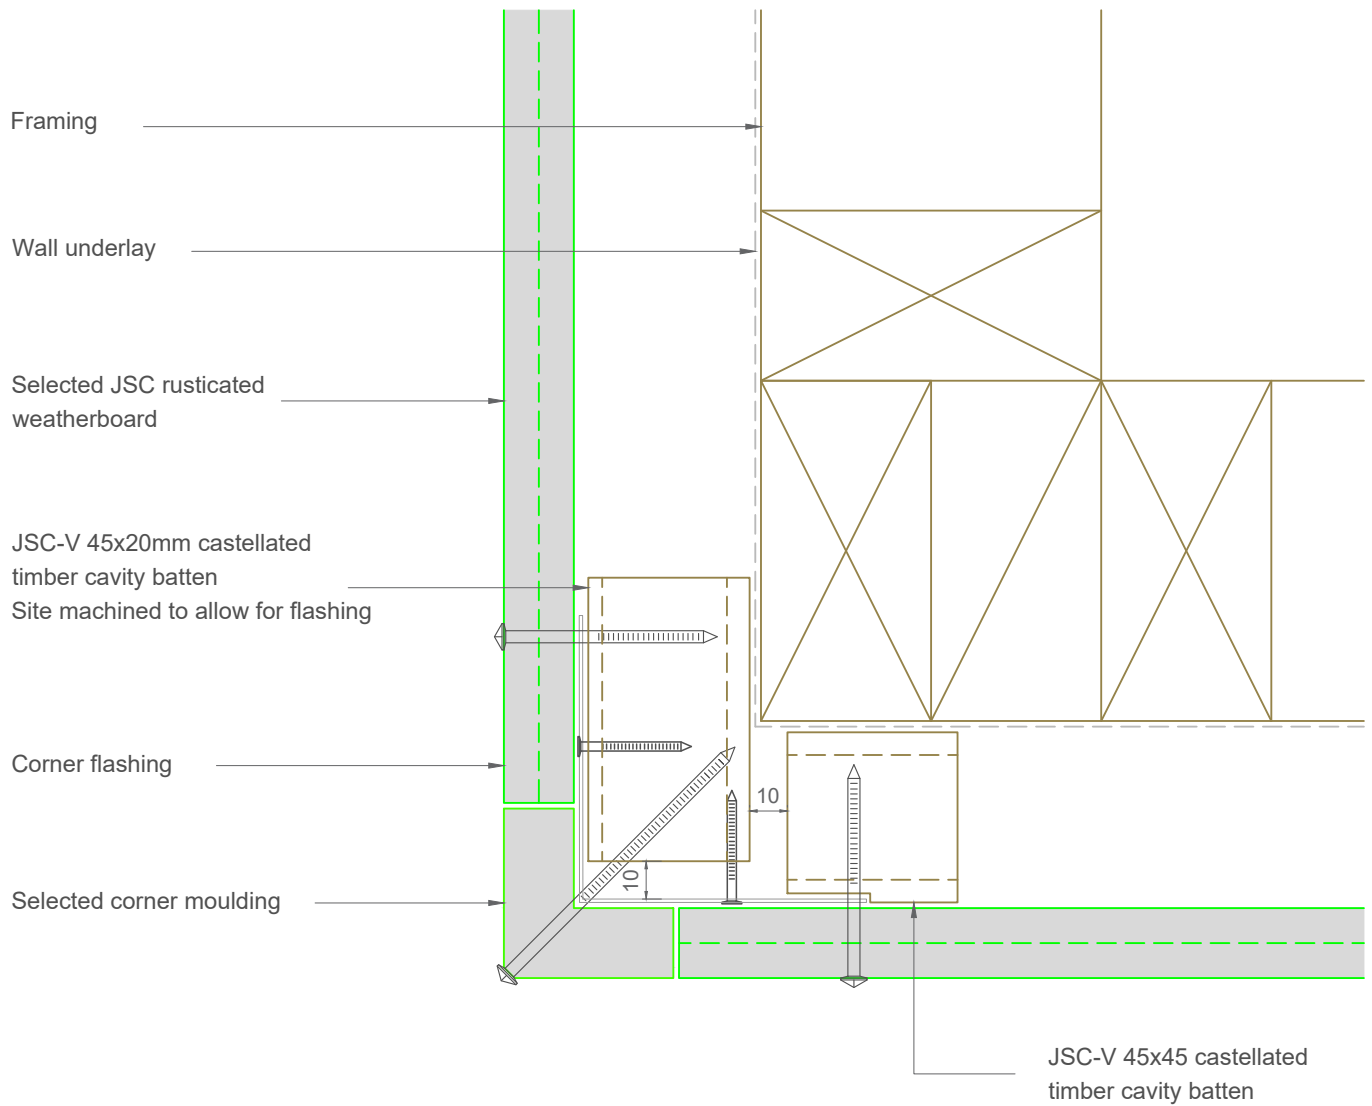 Framing
Wall underlay
Selected JSC rusticated
weatherboard
JSC-V 45x20mm castellated
timber cavity batten
Site machined to allow for flashing
Corner flashing
10
10
Selected corner moulding
JSC-V 45x45 castellated
timber cavity batten